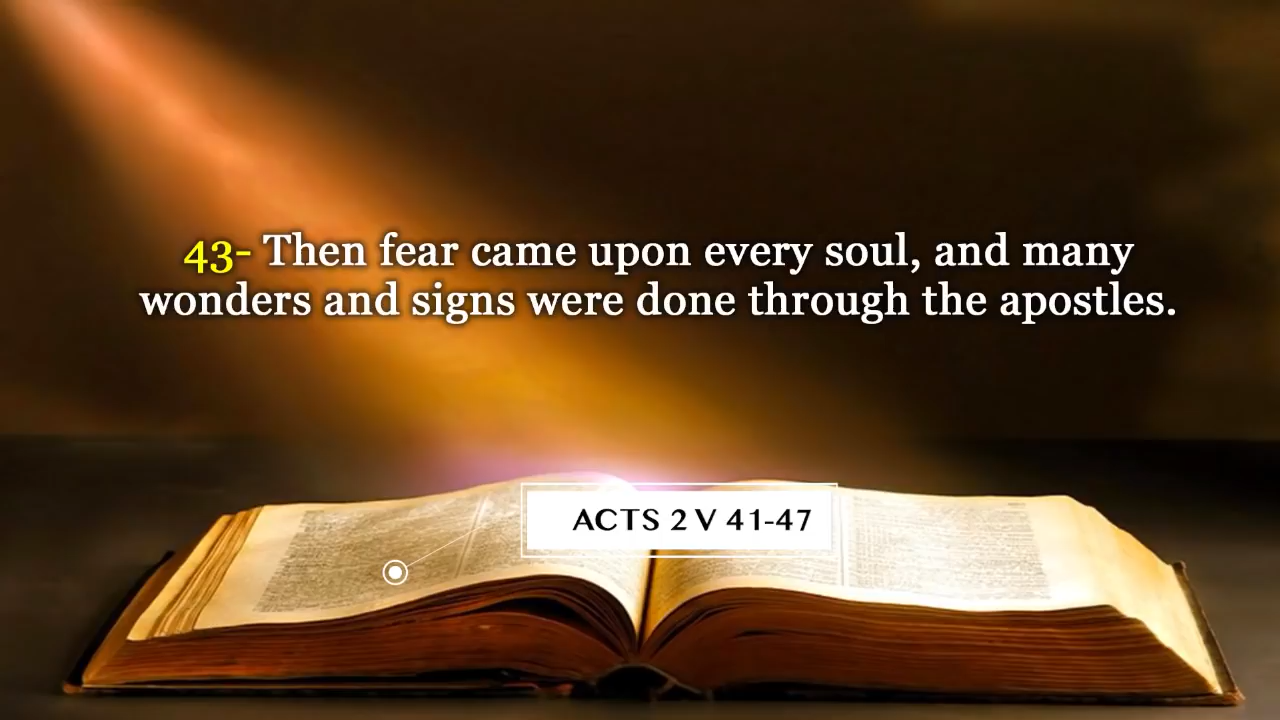 43- Then fear came upon every soul, and many
wonders and signs were done through the apostles.
ACTS 2 V 41-47